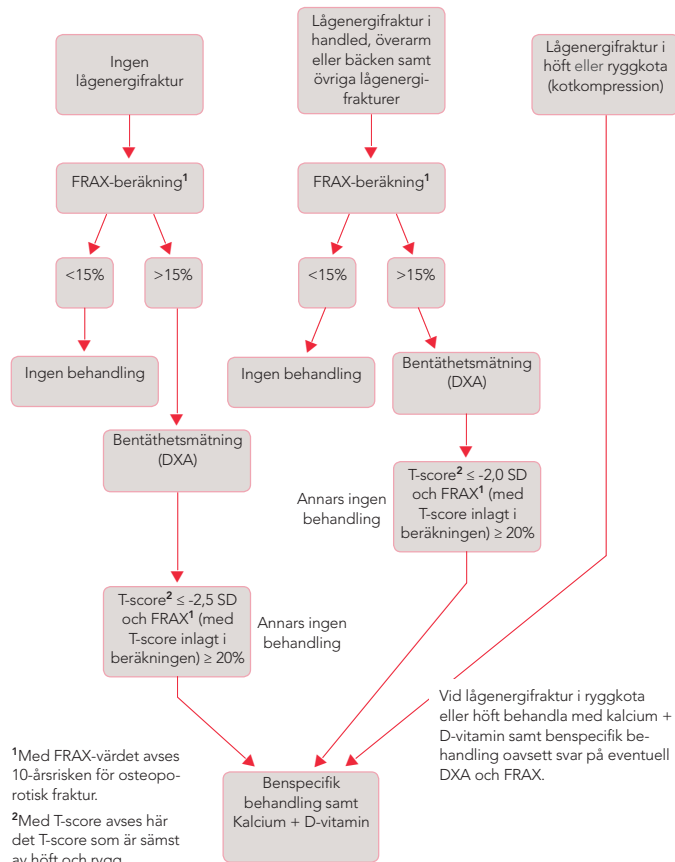 Ingen
lågenergifraktur
Lågenergifraktur i
handled, överarm
eller bäcken samt
övriga lågenergi-
frakturer
Lågenergifraktur i
höft eller ryggkota
(kotkompression)
FRAX-beräkning¹
FRAX-beräkning¹
<15%
>15%
<15%
>15%
Ingen behandling
Ingen behandling
Bentäthetsmätning
(DXA)
Bentäthetsmätning
(DXA)
Annars ingen
behandling
T-score² ≤ -2,0 SD
och FRAX¹ (med
T-score inlagt i
beräkningen) ≥ 20%
T-score² ≤ -2,5 SD
och FRAX¹ (med
T-score inlagt i
beräkningen) ≥ 20%
Annars ingen
behandling
Vid lågenergifraktur i ryggkota
eller höft behandla med kalcium +
D-vitamin samt benspecifik be-
handling oavsett svar på eventuell
DXA och FRAX.
¹Med FRAX-värdet avses
10-årsrisken för osteopo-
rotisk fraktur.
²Med T-score avses här
det T-score som är sämst
av höft och rygg
Benspecifik
behandling samt
Kalcium + D-vitamin